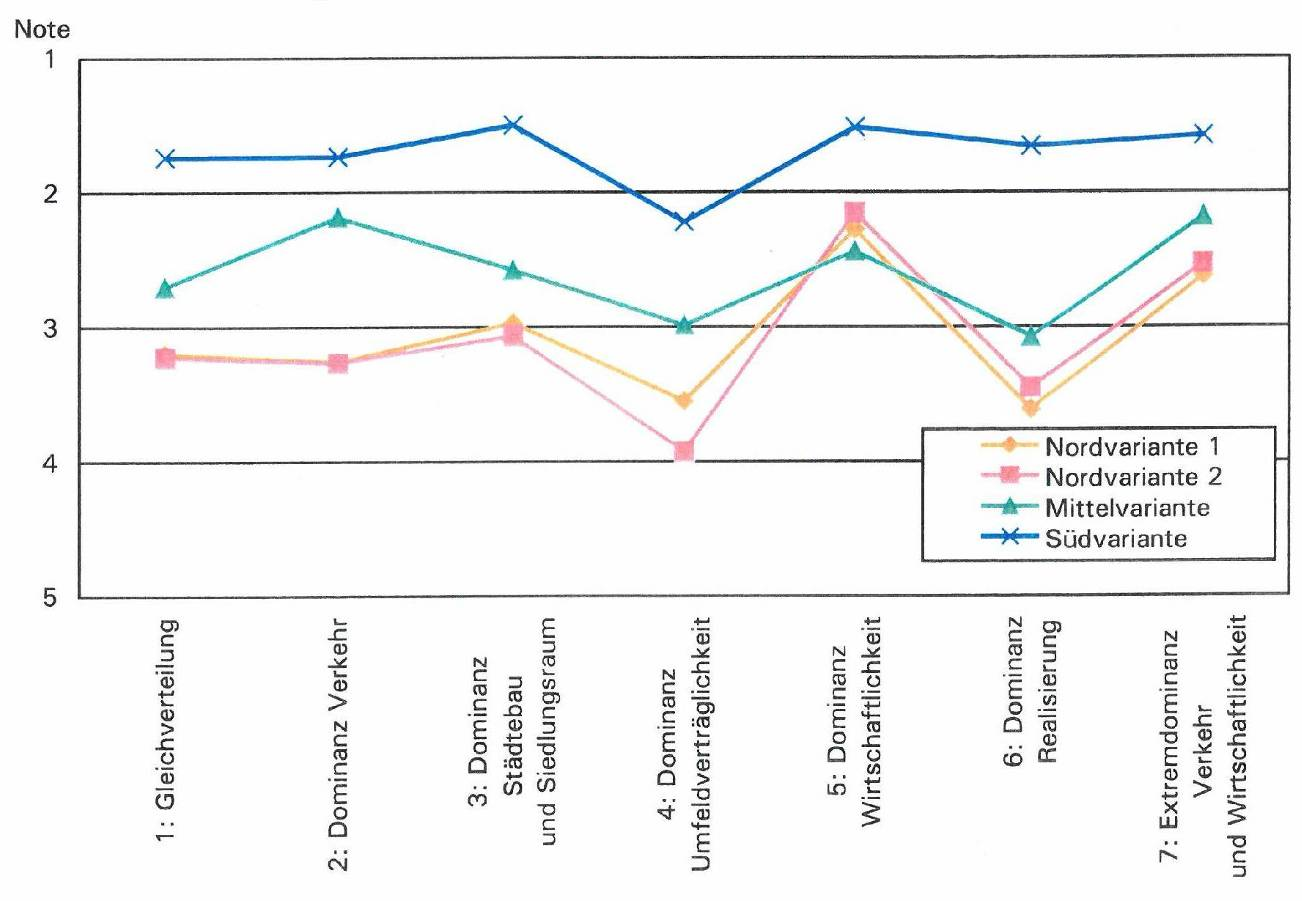 Note
1
2
3
4
5
Nordvariante 1
Nordvariante 2
Mittelvariante
Südvariante
1: Gleichverteilung
2: Dominanz Verkehr
3: Dominanz
Städtebau
und Siedlungsraum
4: Dominanz
Umfeldverträglichkeit
5: Dominanz
Wirtschaftlichkeit
6: Dominanz
Realisierung
7: Extremdominanz
Verkehr
und Wirtschaftlichkeit